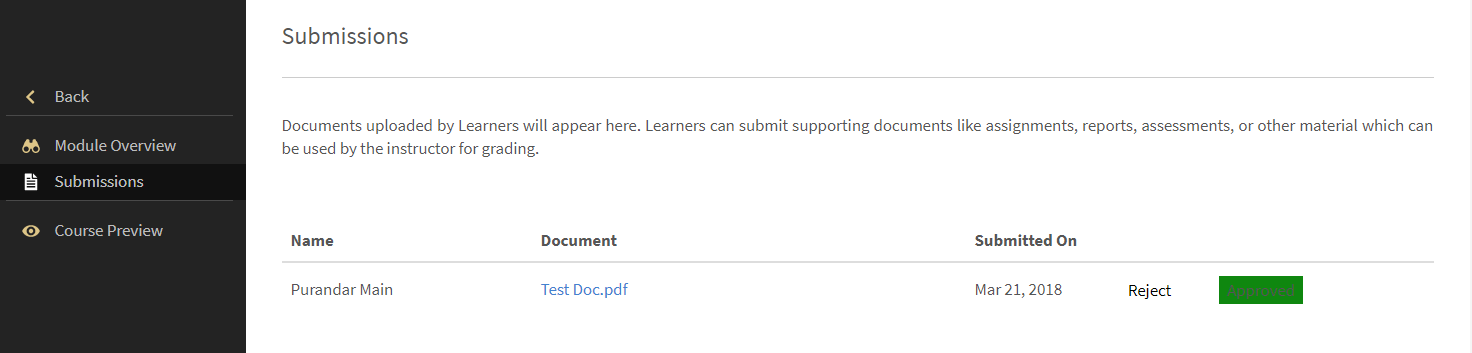 Submissions
Back
Module Overview
Submissions
Course Preview
Documents uploaded by Learners will appear here. Learners can submit supporting documents like assignments, reports, assessments, or other material which can
be used by the instructor for grading.
Name Document Submitted On
Purandar Main Test Doc.pdf Mar 21, 2018 Reject Approved